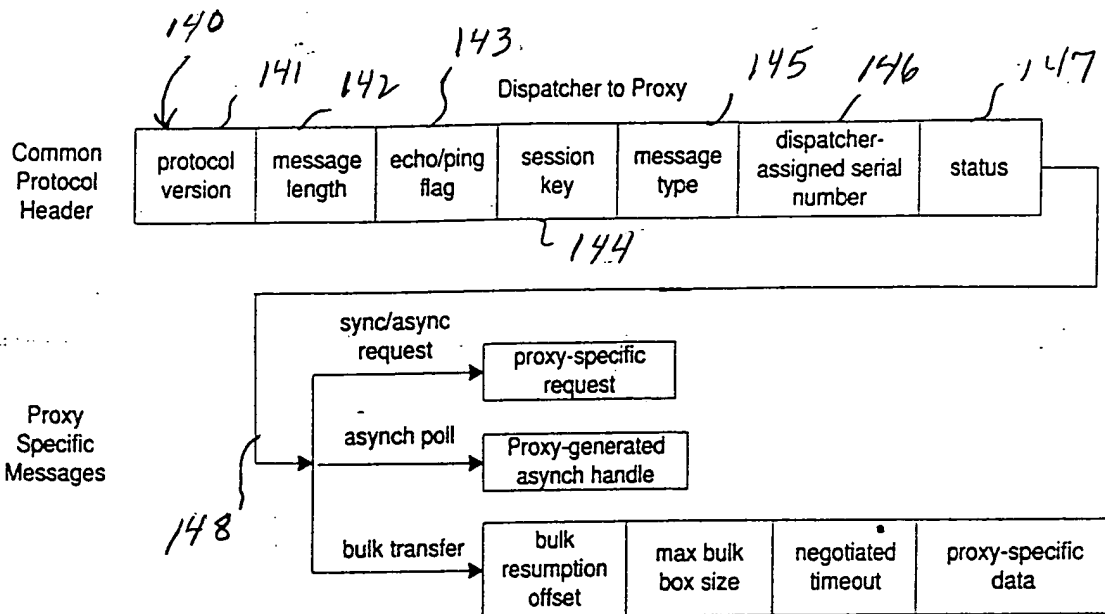 140
141
142
143
Dispatcher to Proxy
145
146
147
Common
Protocol
Header
protocol
version
message
length
echo/ping
flag
session
key
message
type
dispatcher-
assigned serial
number
status
144
sync/async
request
proxy-specific
request
Proxy
Specific
Messages
asynch poll
Proxy-generated
asynch handle
148
bulk transfer
bulk
resumption
offset
max bulk
box size
negotiated
timeout
proxy-specific
data